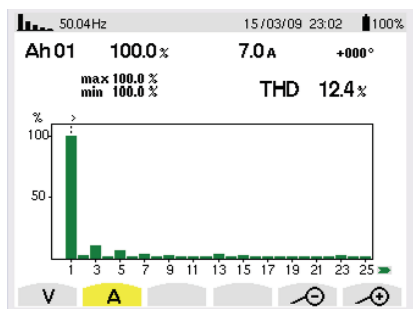 50.04Hz 15/03/09 23:02 100%
Ah 01 100.0 % 7.0 A +000°
max 100.0 %
min 100.0 %
THD 12.4 %
%
>
100
50
1 3 5 7 9 11 13 15 17 19 21 23 25
V A